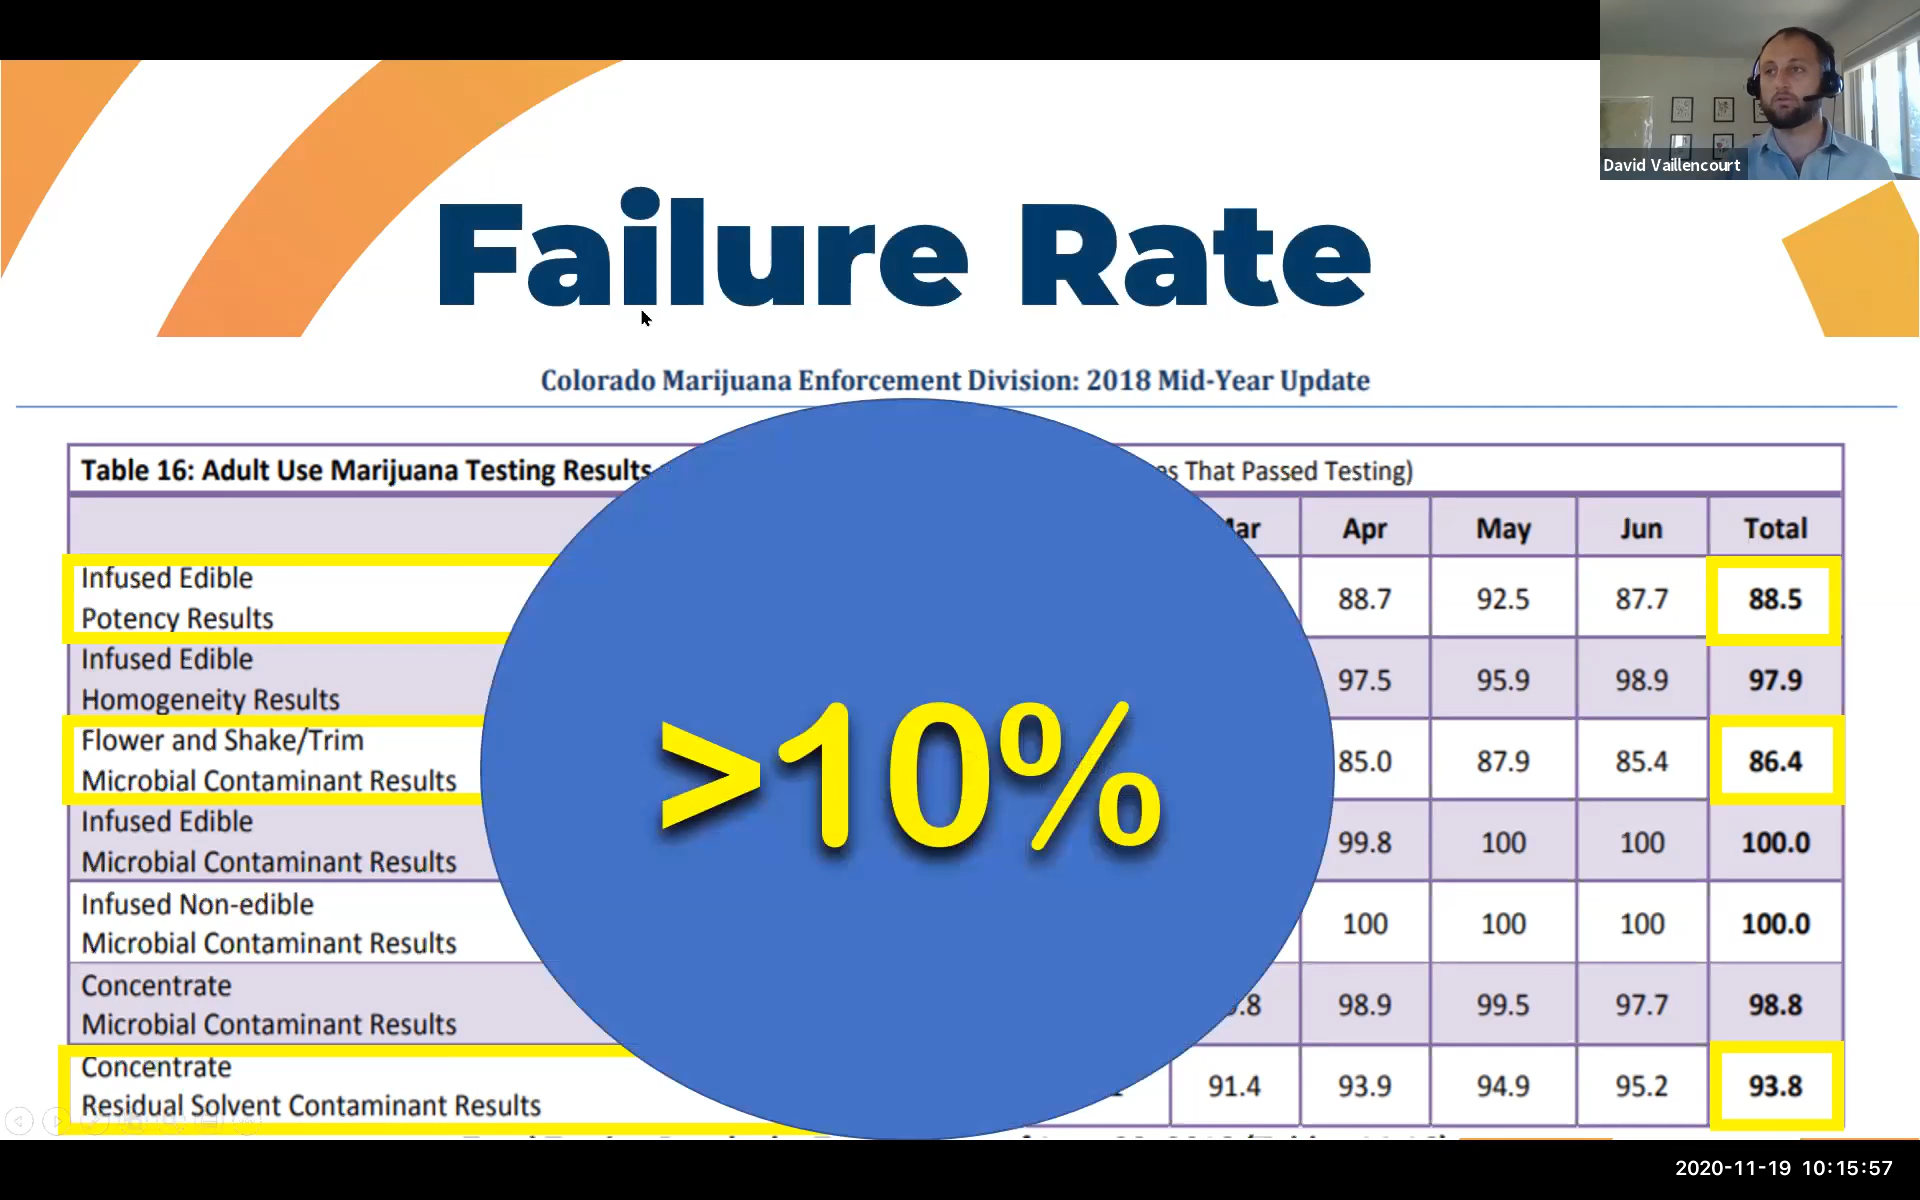 David Vaillencourt
Failure Rate
Colorado Marijuana Enforcement Division: 2018 Mid-Year Update
Table 16: Adult Use Marijuana Testing Results That Passed Testing)
Apr May Jun Total
Infused Edible
Potency Results
88.7 92.5 87.7 88.5
Infused Edible
Homogeneity Results
97.5 95.9 98.9 97.9
Flower and Shake/Trim
Microbial Contaminant Results
85.0 87.9 85.4 86.4
>10%
Infused Edible
Microbial Contaminant Results
99.8 100 100 100.0
Infused Non-edible
Microbial Contaminant Results
100 100 100 100.0
Concentrate
Microbial Contaminant Results
98.9 99.5 97.7 98.8
Concentrate
Residual Solvent Contaminant Results
91.4 93.9 94.9 95.2 93.8
2020-11-19 10:15:57